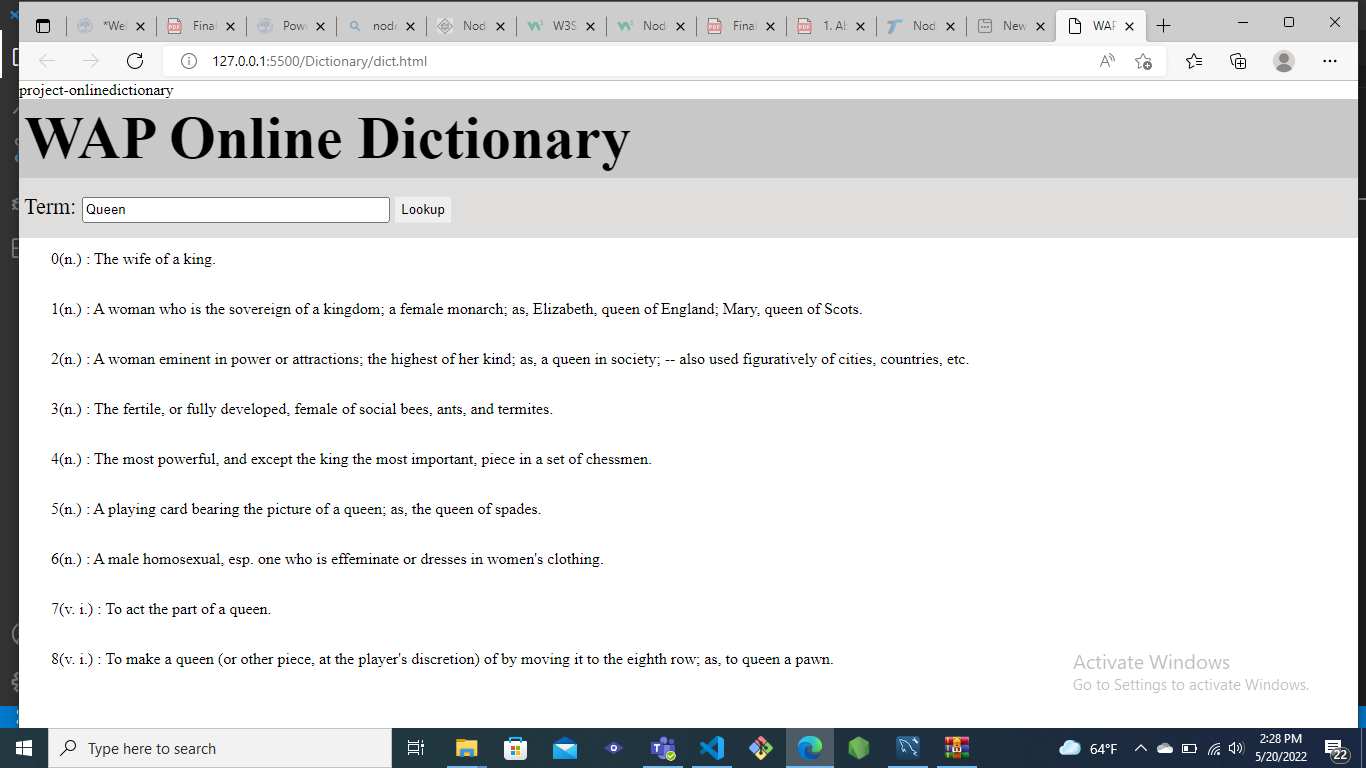 *Wel
Final
Powe
node
Node
W3S
Node
Final
1. Ab
Node
New
WAP
127.0.0.1:5500/Dictionary/dict.html
project-onlinedictionary
WAP Online Dictionary
Term: Queen Lookup
0(n.) : The wife of a king.
1(n.) : A woman who is the sovereign of a kingdom; a female monarch; as, Elizabeth, queen of England; Mary, queen of Scots.
2(n.) : A woman eminent in power or attractions; the highest of her kind; as, a queen in society; -- also used figuratively of cities, countries, etc.
3(n.) : The fertile, or fully developed, female of social bees, ants, and termites.
4(n.) : The most powerful, and except the king the most important, piece in a set of chessmen.
5(n.) : A playing card bearing the picture of a queen; as, the queen of spades.
6(n.) : A male homosexual, esp. one who is effeminate or dresses in women's clothing.
7(v. i.) : To act the part of a queen.
8(v. i.) : To make a queen (or other piece, at the player's discretion) of by moving it to the eighth row; as, to queen a pawn.
Activate Windows
Go to Settings to activate Windows.
Type here to search
64°F
2:28 PM
5/20/2022
22